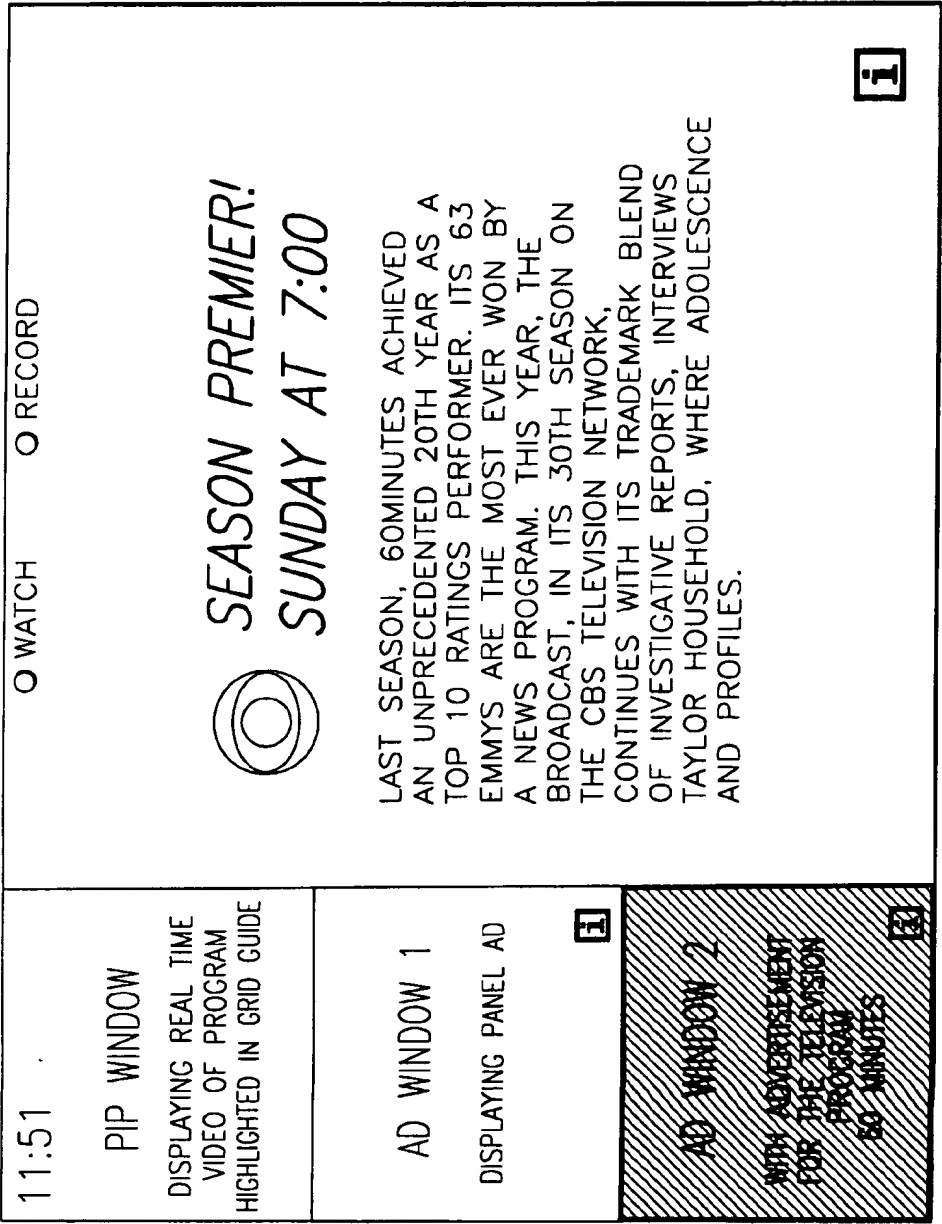 11:51
PIP WINDOW
DISPLAYING REAL TIME
VIDEO OF PROGRAM
HIGHLIGHTED IN GRID GUIDE
AD WINDOW 1
DISPLAYING PANEL AD
i
AD WINDOW 2
WITH ADVERTISEMENT
FOR THE TELEVISION
PROGRAM
60 MINUTES
i
WATCH
RECORD
SEASON PREMIER!
SUNDAY AT 7:00
LAST SEASON, 60MINUTES ACHIEVED
AN UNPRECEDENTED 20TH YEAR AS A
TOP 10 RATINGS PERFORMER. ITS 63
EMMYS ARE THE MOST EVER WON BY
A NEWS PROGRAM. THIS YEAR, THE
BROADCAST, IN ITS 30TH SEASON ON
THE CBS TELEVISION NETWORK,
CONTINUES WITH ITS TRADEMARK BLEND
OF INVESTIGATIVE REPORTS, INTERVIEWS
TAYLOR HOUSEHOLD, WHERE ADOLESCENCE
AND PROFILES.
i